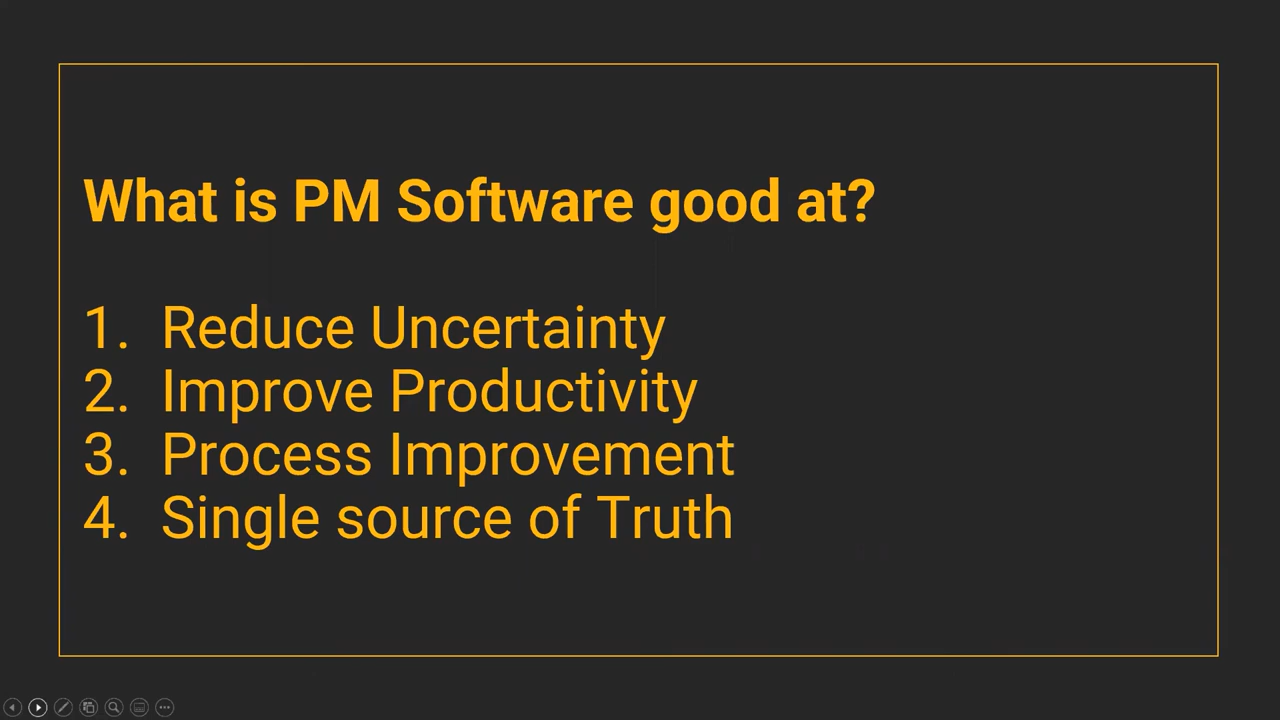 What is PM Software good at?
1. Reduce Uncertainty
2. Improve Productivity
3. Process Improvement
4. Single source of Truth